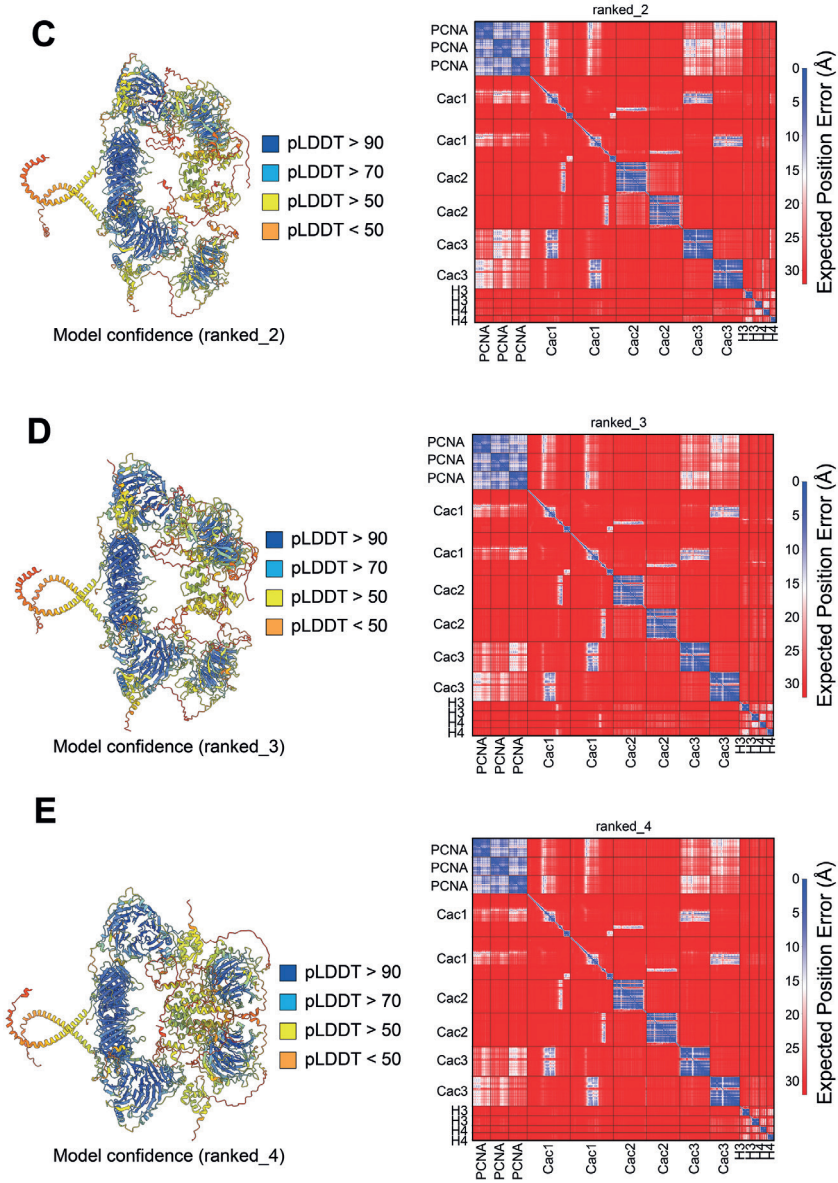 C
pLDDT > 90
pLDDT > 70
pLDDT > 50
pLDDT < 50
Model confidence (ranked_2)
ranked_2
PCNA
PCNA
PCNA
Cac1
Cac1
Cac2
Cac2
Cac3
Cac3
H3
H3
H4
H4
PCNA
PCNA
PCNA
Cac1
Cac1
Cac2
Cac2
Cac3
Cac3
H3
H3
H4
H4
0
5
10
15
20
25
30
Expected Position Error (Å)
D
pLDDT > 90
pLDDT > 70
pLDDT > 50
pLDDT < 50
Model confidence (ranked_3)
ranked_3
PCNA
PCNA
PCNA
Cac1
Cac1
Cac2
Cac2
Cac3
Cac3
H3
H3
H4
H4
PCNA
PCNA
PCNA
Cac1
Cac1
Cac2
Cac2
Cac3
Cac3
H3
H3
H4
H4
0
5
10
15
20
25
30
Expected Position Error (Å)
E
pLDDT > 90
pLDDT > 70
pLDDT > 50
pLDDT < 50
Model confidence (ranked_4)
ranked_4
PCNA
PCNA
PCNA
Cac1
Cac1
Cac2
Cac2
Cac3
Cac3
H3
H3
H4
H4
PCNA
PCNA
PCNA
Cac1
Cac1
Cac2
Cac2
Cac3
Cac3
H3
H3
H4
H4
0
5
10
15
20
25
30
Expected Position Error (Å)